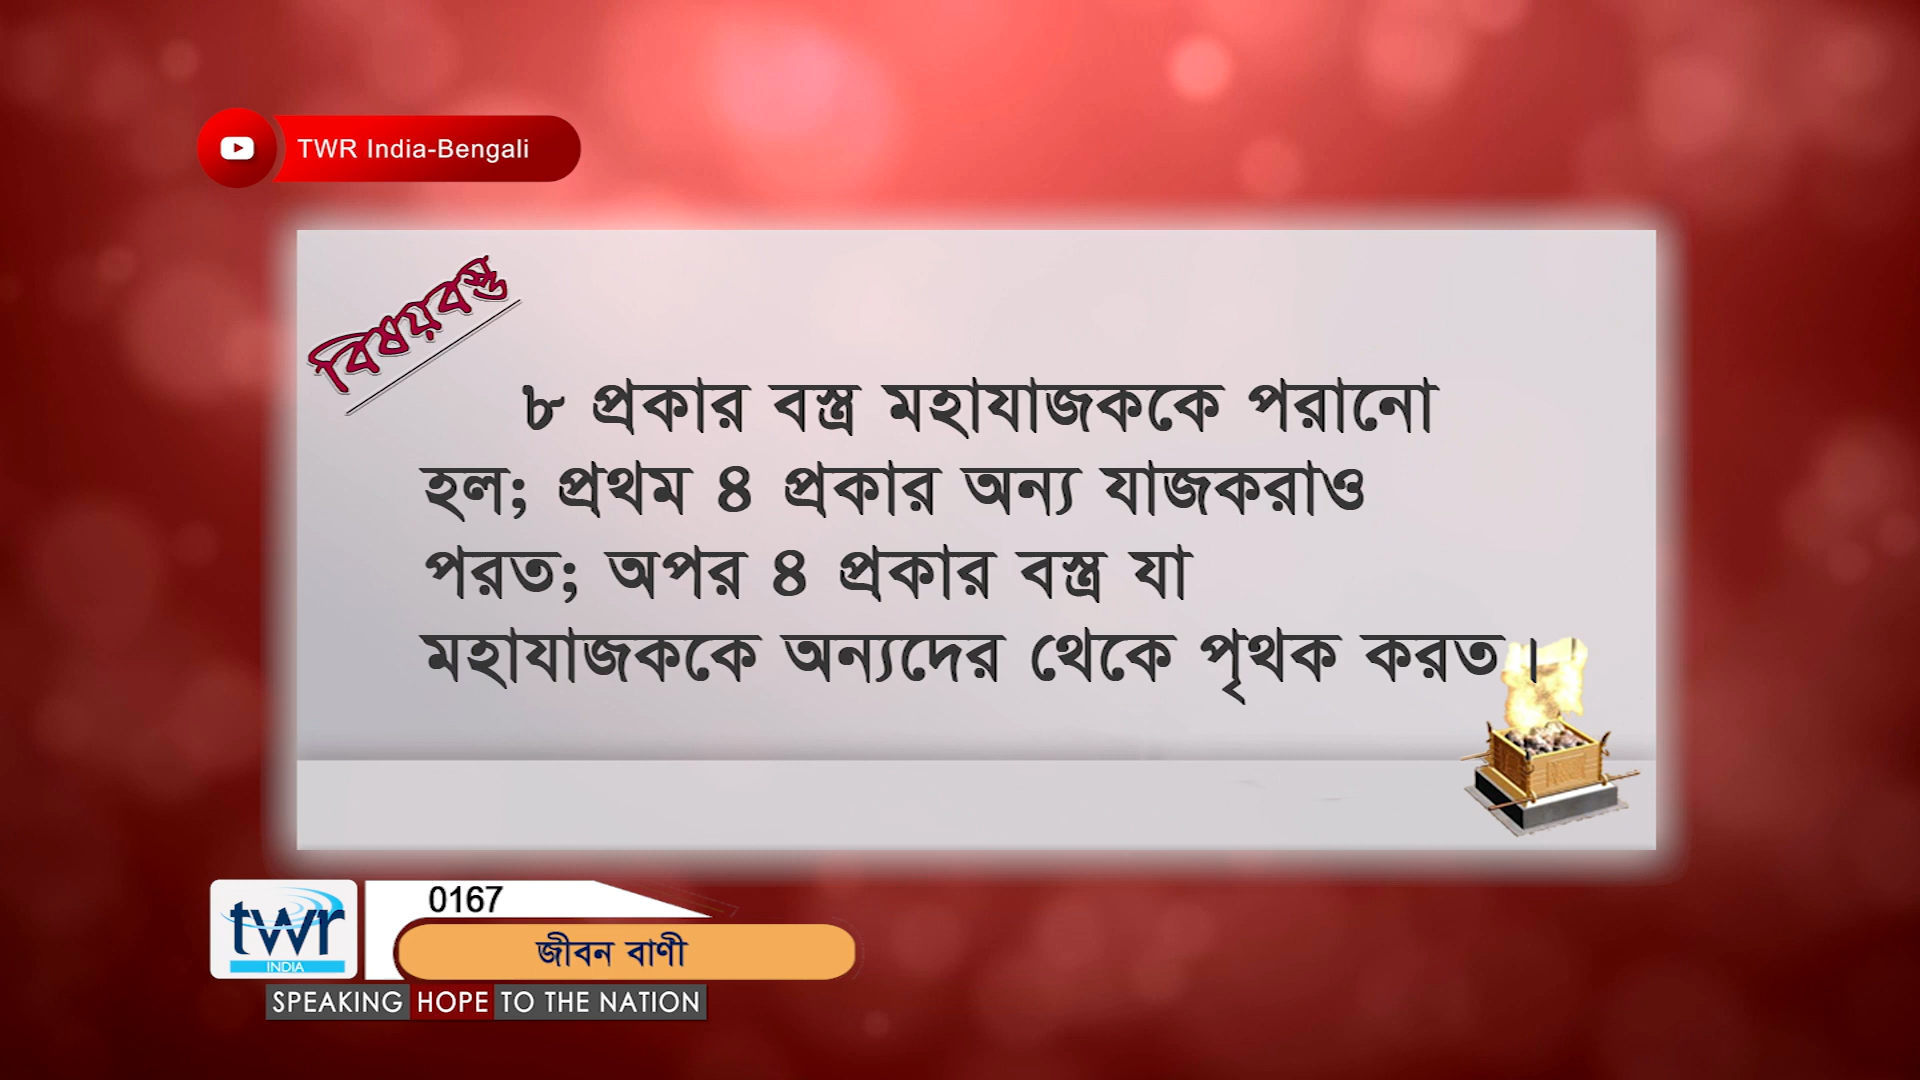 TWR India-Bengali
বিষয়বস্তু
৮ প্রকার বস্ত্র মহাযাজককে পরানো
হল; প্রথম ৪ প্রকার অন্য যাজকরাও
পরত; অপর ৪ প্রকার বস্ত্র যা
মহাযাজককে অন্যদের থেকে পৃথক করত।
0167
twr
INDIA
জীবন বাণী
SPEAKING HOPE TO THE NATION